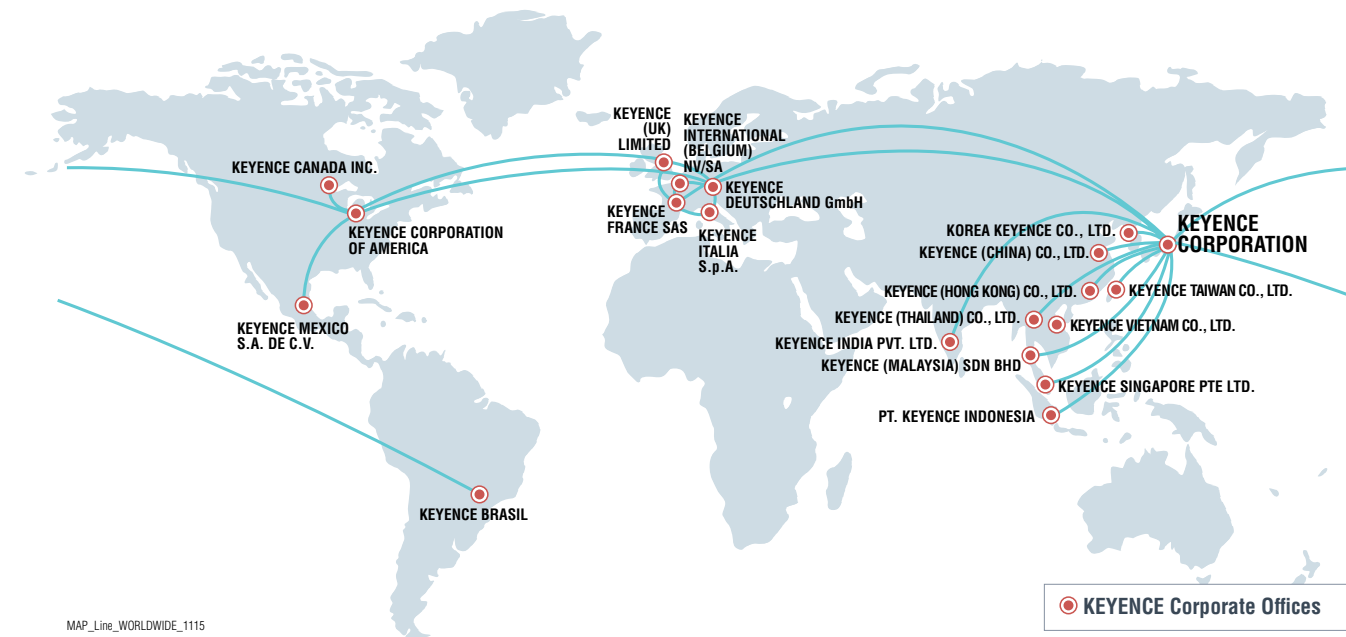 KEYENCE CANADA INC.
KEYENCE CORPORATION
OF AMERICA
KEYENCE MEXICO
S.A. DE C.V.
KEYENCE BRASIL
KEYENCE
(UK)
LIMITED
KEYENCE
INTERNATIONAL
(BELGIUM)
NV/SA
KEYENCE
DEUTSCHLAND GmbH
KEYENCE
FRANCE SAS
KEYENCE
ITALIA
S.p.A.
KEYENCE
CORPORATION
KOREA KEYENCE CO., LTD.
KEYENCE (CHINA) CO., LTD.
KEYENCE (HONG KONG) CO., LTD.
KEYENCE TAIWAN CO., LTD.
KEYENCE (THAILAND) CO., LTD.
KEYENCE VIETNAM CO., LTD.
KEYENCE INDIA PVT. LTD.
KEYENCE (MALAYSIA) SDN BHD
KEYENCE SINGAPORE PTE LTD.
PT. KEYENCE INDONESIA
KEYENCE Corporate Offices
MAP_Line_WORLDWIDE_1115